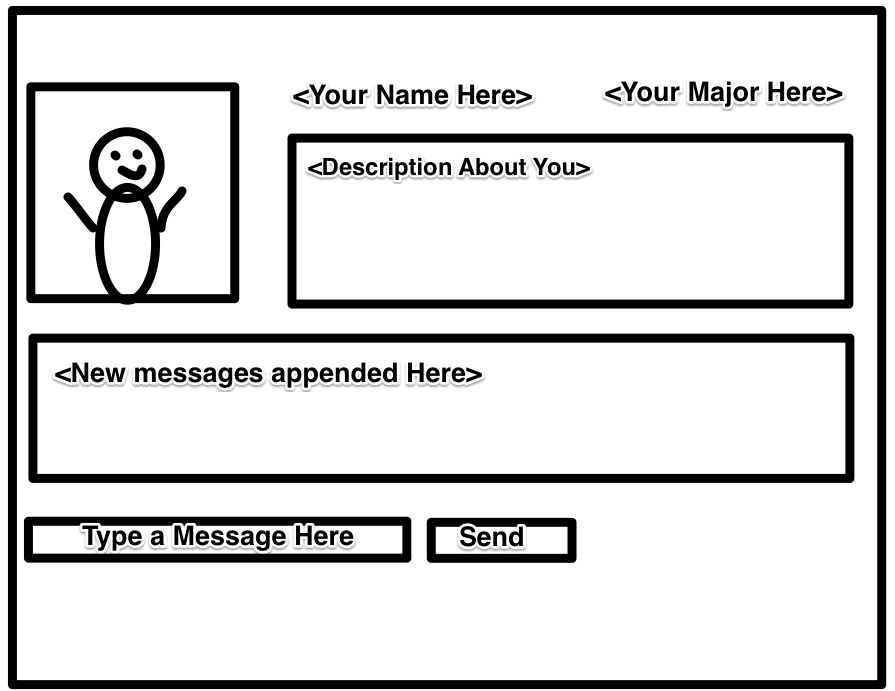 <Your Name Here>
<Your Major Here>
<Description About You>
<New messages appended Here>
Type a Message Here
Send